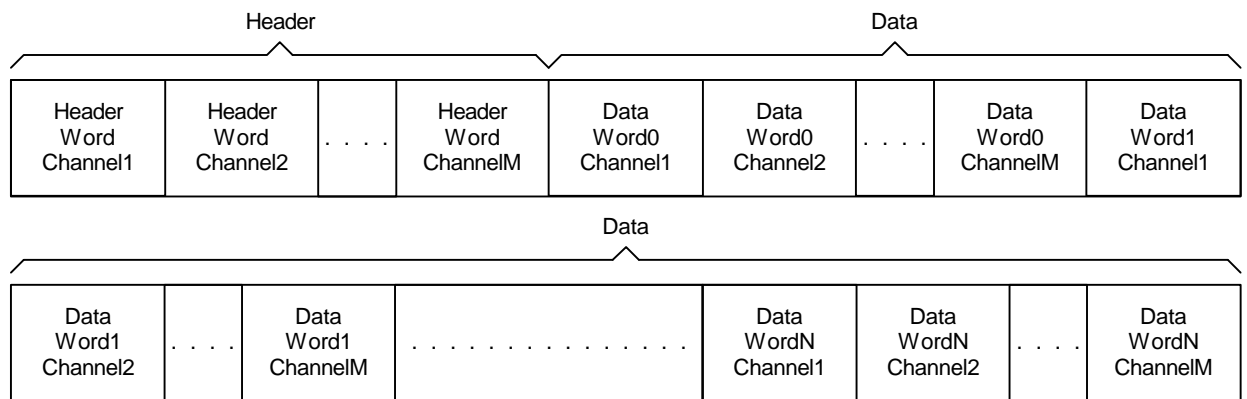 Header
Data
Header
Word
Channel1
Header
Word
Channel2
. . . .
Header
Word
ChannelM
Data
Word0
Channel1
Data
Word0
Channel2
. . . .
Data
Word0
ChannelM
Data
Word1
Channel1
Data
Data
Word1
Channel2
. . . .
Data
Word1
ChannelM
. . . . . . . . . . . . . . .
Data
WordN
Channel1
Data
WordN
Channel2
. . . .
Data
WordN
ChannelM